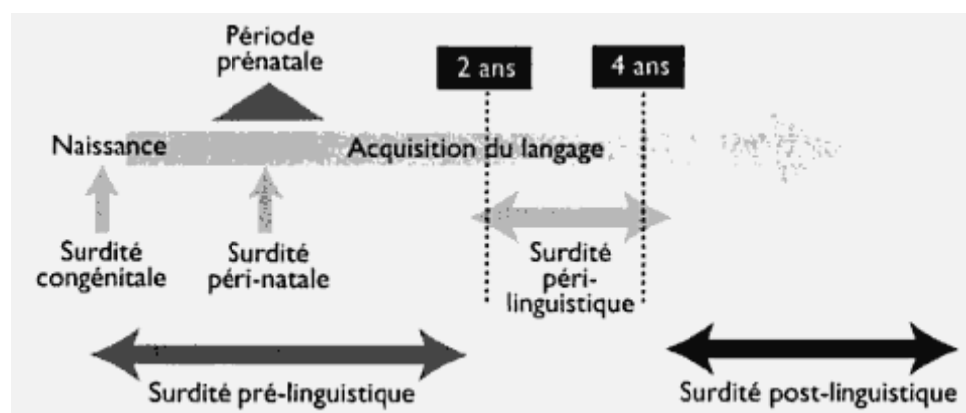 Période
prénatale
2 ans
4 ans
Naissance
Acquisition du langage
Surdité
congénitale
Surdité
péri-natale
Surdité
péri-
linguistique
Surdité pré-linguistique
Surdité post-linguistique